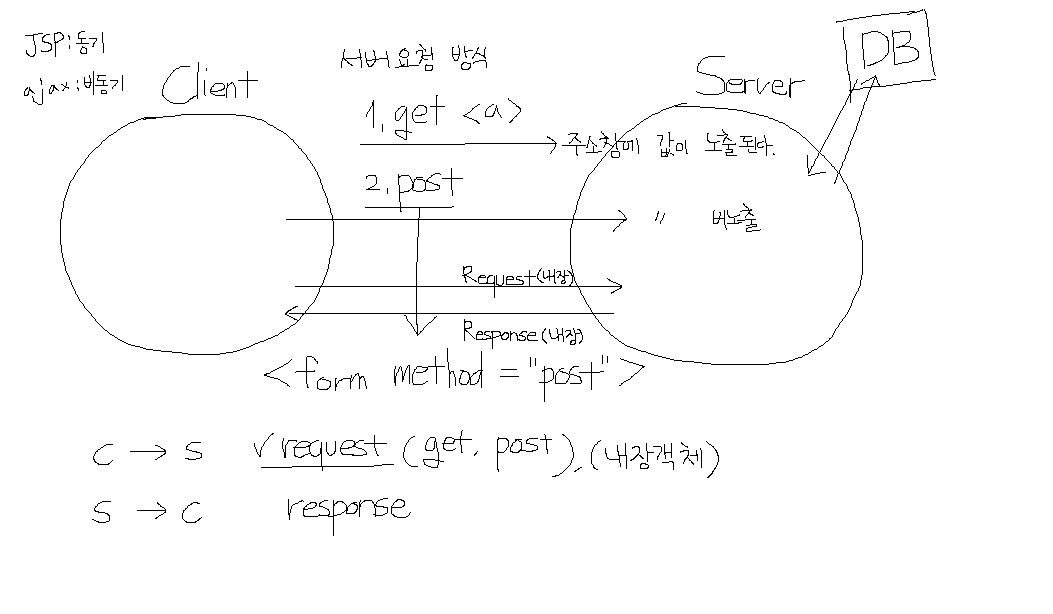 JSP:동기
ajax:비동기
Client
서버 요청 방식
Server
DB
1. get <a>
주소창에 값이 노출된다.
2. post
" 비노출
Request(내장)
Response(내장)
<form method = "post">
C → S √ request (get, post). (내장객체)
S → C response